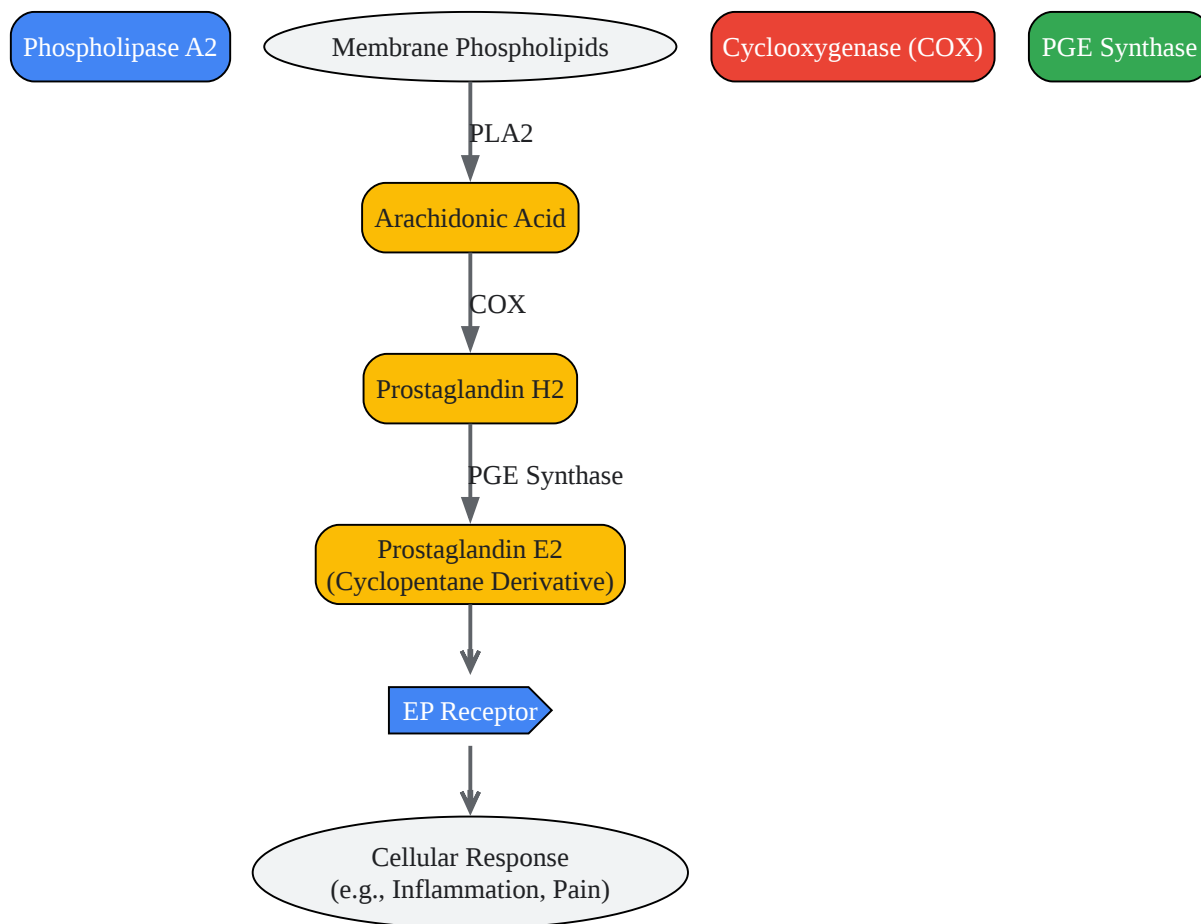 Phospholipase A2
Membrane Phospholipids
Cyclooxygenase (COX)
PGE Synthase
PLA2
Arachidonic Acid
COX
Prostaglandin H2
PGE Synthase
Prostaglandin E2
(Cyclopentane Derivative)
EP Receptor
Cellular Response
(e.g., Inflammation, Pain)